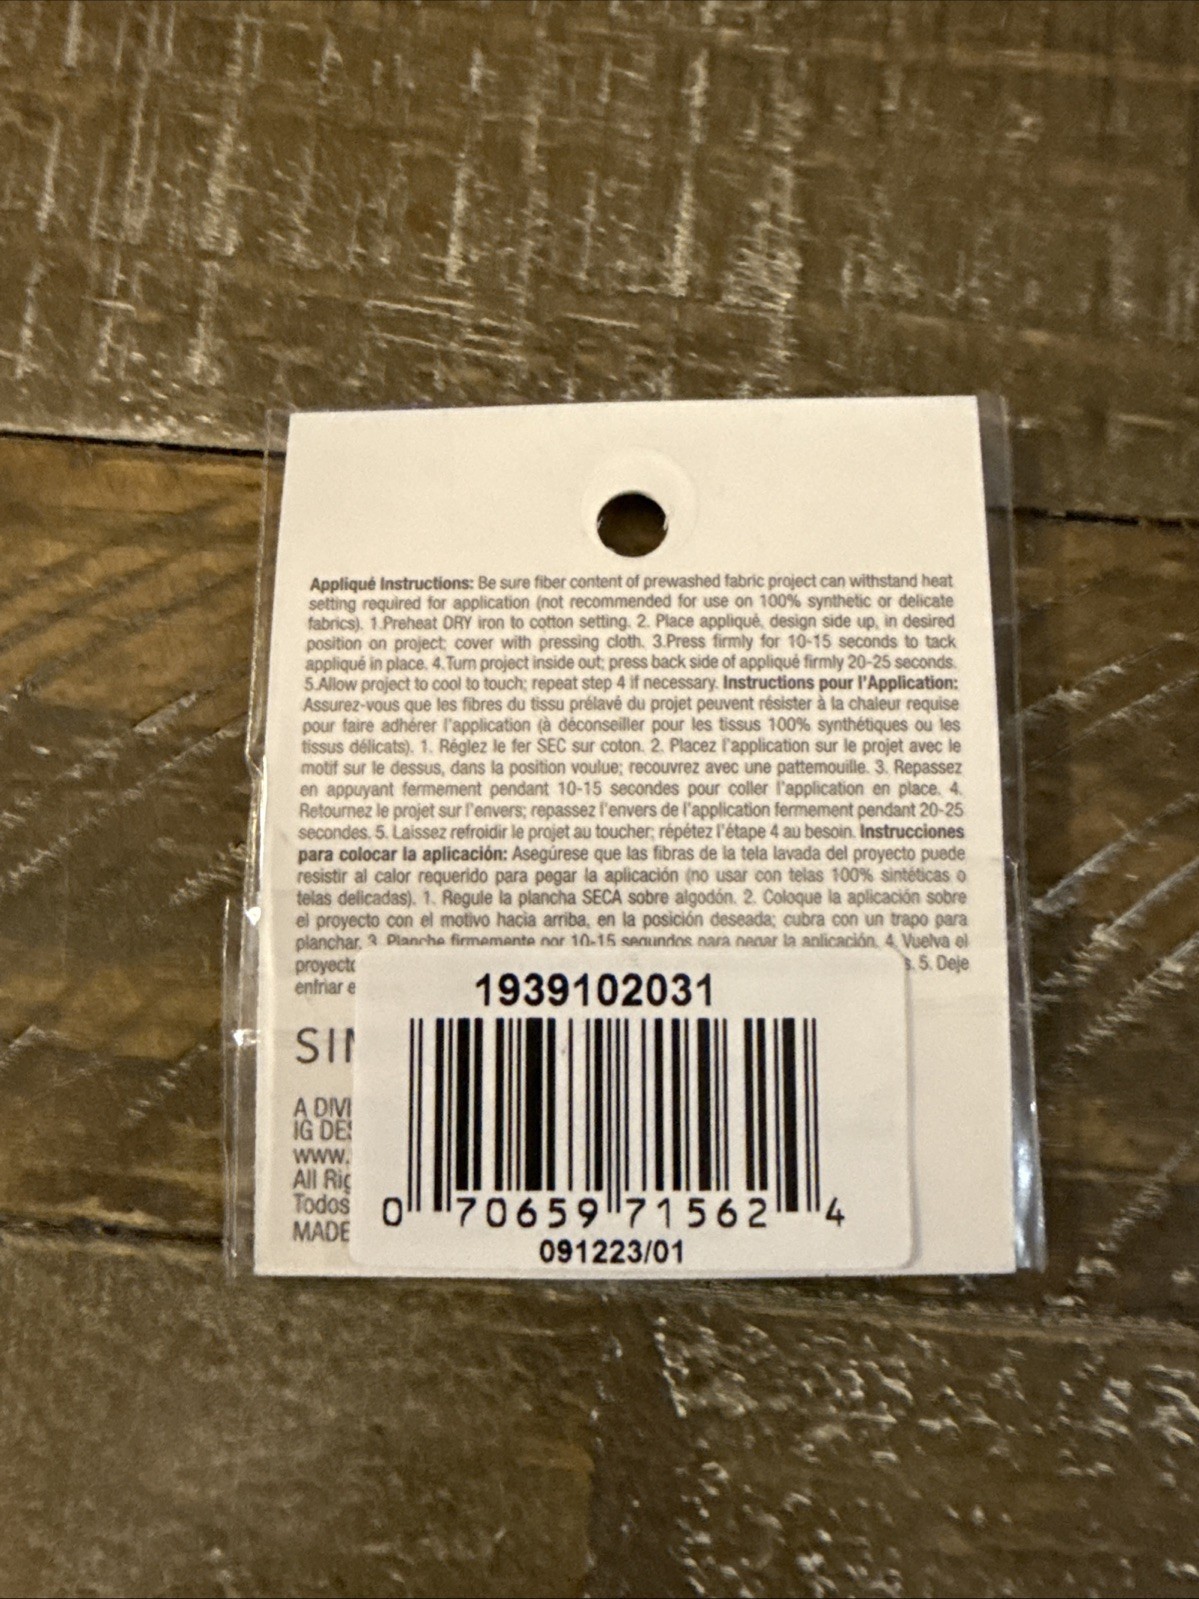 Appliqué Instructions: Be sure fiber content of prewashed fabric project can withstand heat
setting required for application (not recommended for use on 100% synthetic or delicate
fabrics). 1.Preheat DRY iron to cotton setting. 2. Place appliqué, design side up, in desired
position on project; cover with pressing cloth. 3.Press firmly for 10-15 seconds to tack
appliqué in place. 4.Turn project inside out; press back side of appliqué firmly 20-25 seconds.
5.Allow project to cool to touch; repeat step 4 if necessary. Instructions pour l'Application:
Assurez-vous que les fibres du tissu prélavé du projet peuvent résister à la chaleur requise
pour faire adhérer l'application (à déconseiller pour les tissus 100% synthétiques ou les
tissus délicats). 1. Réglez le fer SEC sur coton. 2. Placez l'application sur le projet avec le
motif sur le dessus, dans la position voulue; recouvrez avec une pattemouille. 3. Repassez
en appuyant fermement pendant 10-15 secondes pour coller l'application en place. 4.
Retournez le projet sur l'envers; repassez l'envers de l'application fermement pendant 20-25
secondes. 5. Laissez refroidir le projet au toucher; répétez l'étape 4 au besoin. Instrucciones
para colocar la aplicación: Asegúrese que las fibras de la tela lavada del proyecto puede
resistir al calor requerido para pegar la aplicación (no usar con telas 100% sintéticas o
telas delicadas). 1. Regule la plancha SECA sobre algodón. 2. Coloque la aplicación sobre
el proyecto con el motivo hacia arriba, en la posición deseada; cubra con un trapo para
planchar. 3. Planche firmemente por 10-15 segundos para pegar la aplicación. 4. Vuelva el
5. Deje
enfriar
1939102031
A
IG
www.
All
Todos
MADE
0 70659 71562 4
091223/01